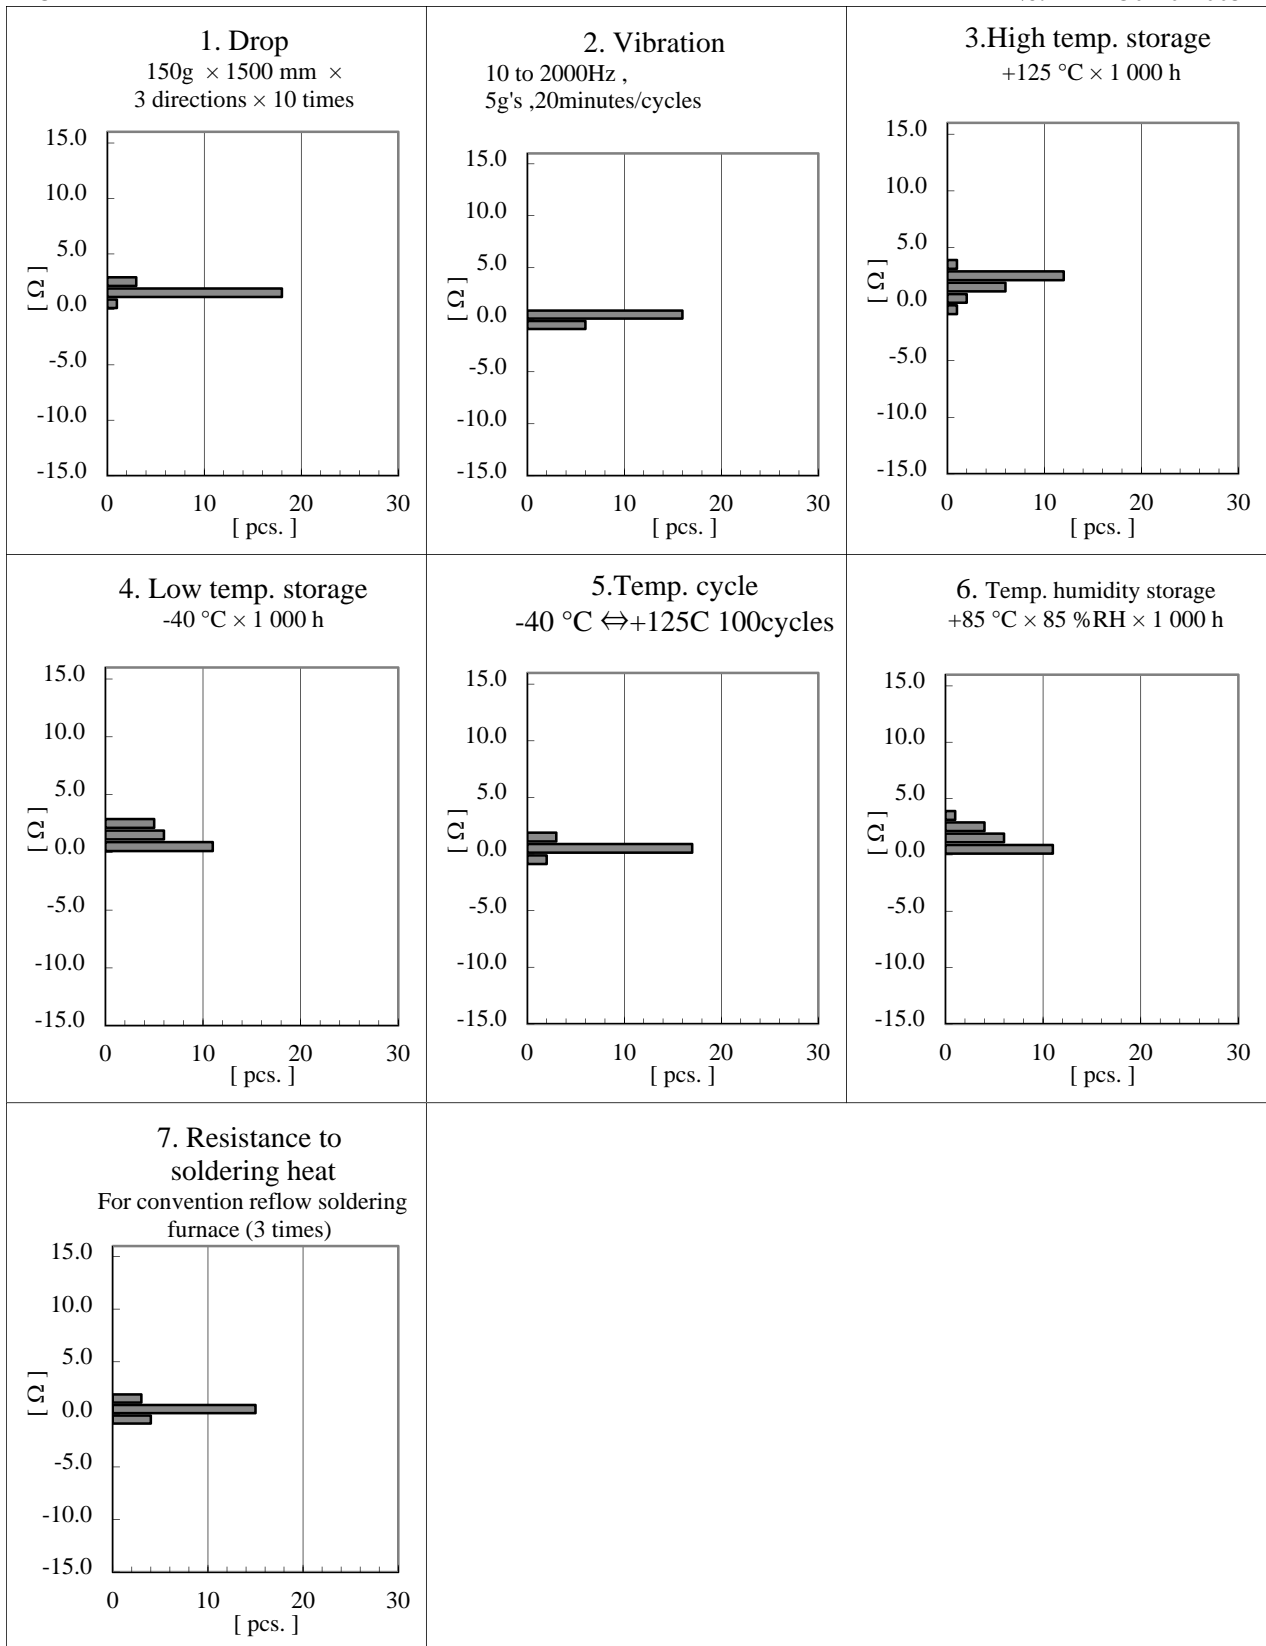 1. Drop
150g × 1500 mm ×
3 directions × 10 times
15.0
10.0
5.0
0.0
-5.0
-10.0
-15.0
[ Ω ]
0 10 20 30
[ pcs. ]
2. Vibration
10 to 2000Hz ,
5g's ,20minutes/cycles
15.0
10.0
5.0
0.0
-5.0
-10.0
-15.0
[ Ω ]
0 10 20 30
[ pcs. ]
3.High temp. storage
+125 °C × 1 000 h
15.0
10.0
5.0
0.0
-5.0
-10.0
-15.0
[ Ω ]
0 10 20 30
[ pcs. ]
4. Low temp. storage
-40 °C × 1 000 h
15.0
10.0
5.0
0.0
-5.0
-10.0
-15.0
[ Ω ]
0 10 20 30
[ pcs. ]
5.Temp. cycle
-40 °C ⇔+125C 100cycles
15.0
10.0
5.0
0.0
-5.0
-10.0
-15.0
[ Ω ]
0 10 20 30
[ pcs. ]
6. Temp. humidity storage
+85 °C × 85 %RH × 1 000 h
15.0
10.0
5.0
0.0
-5.0
-10.0
-15.0
[ Ω ]
0 10 20 30
[ pcs. ]
7. Resistance to
soldering heat
For convention reflow soldering
furnace (3 times)
15.0
10.0
5.0
0.0
-5.0
-10.0
-15.0
[ Ω ]
0 10 20 30
[ pcs. ]